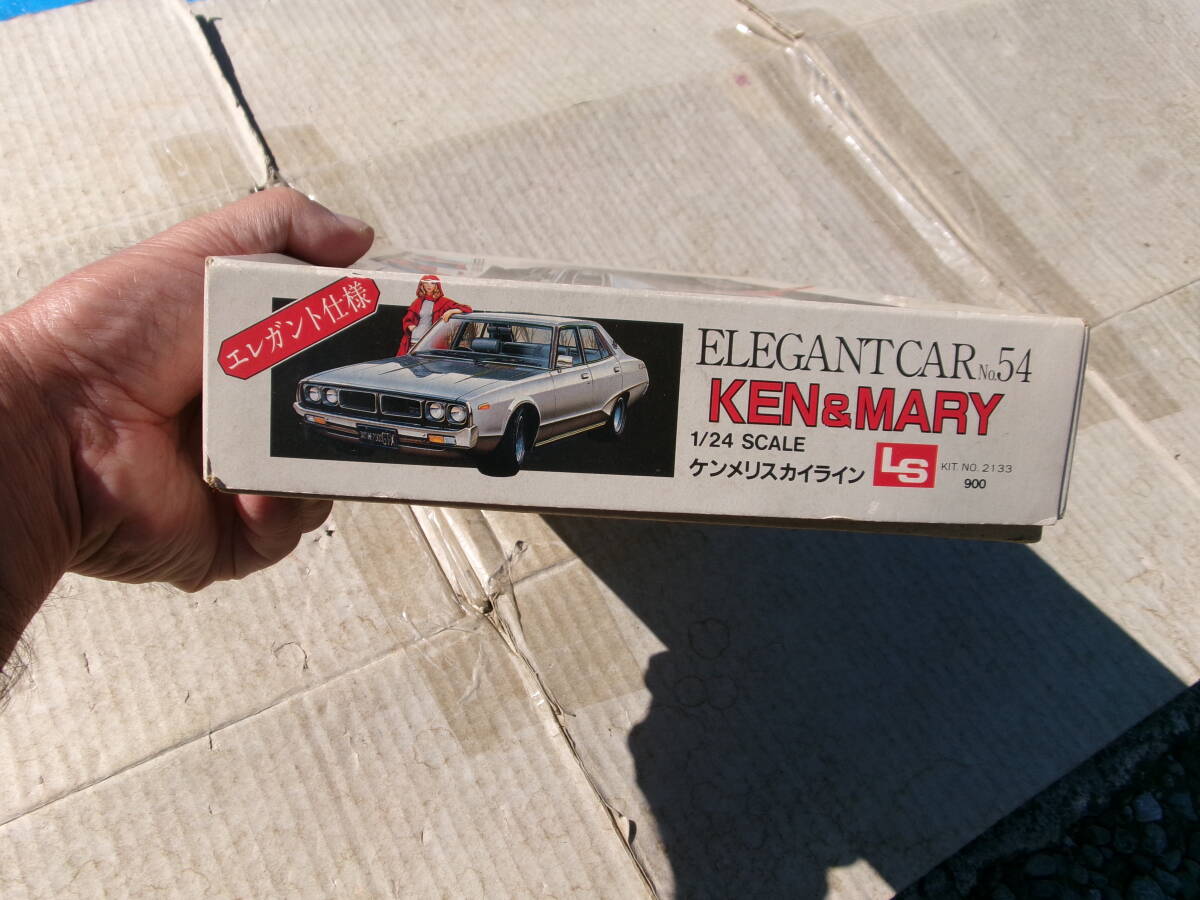 エレガント仕様
ELEGANT CAR No.54
KEN&MARY
1/24 SCALE
ケンメリスカイライン
LS
KIT NO. 2133
900